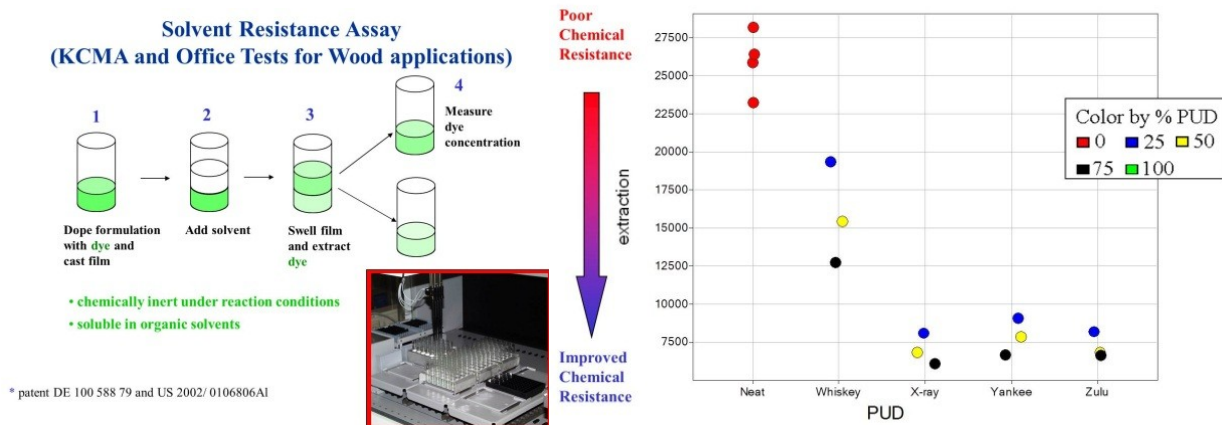 Solvent Resistance Assay
(KCMA and Office Tests for Wood applications)
1
2
3
4
Measure
dye
concentration
Dope formulation
with dye and
cast film
Add solvent
Swell film
and extract
dye
• chemically inert under reaction conditions
• soluble in organic solvents
* patent DE 100 588 79 and US 2002/ 0106806AI
Poor
Chemical
Resistance
Improved
Chemical
Resistance
extraction
27500
25000
22500
20000
17500
15000
12500
10000
7500
Neat Whiskey X-ray Yankee Zulu
PUD
Color by % PUD
0 25 50
75 100